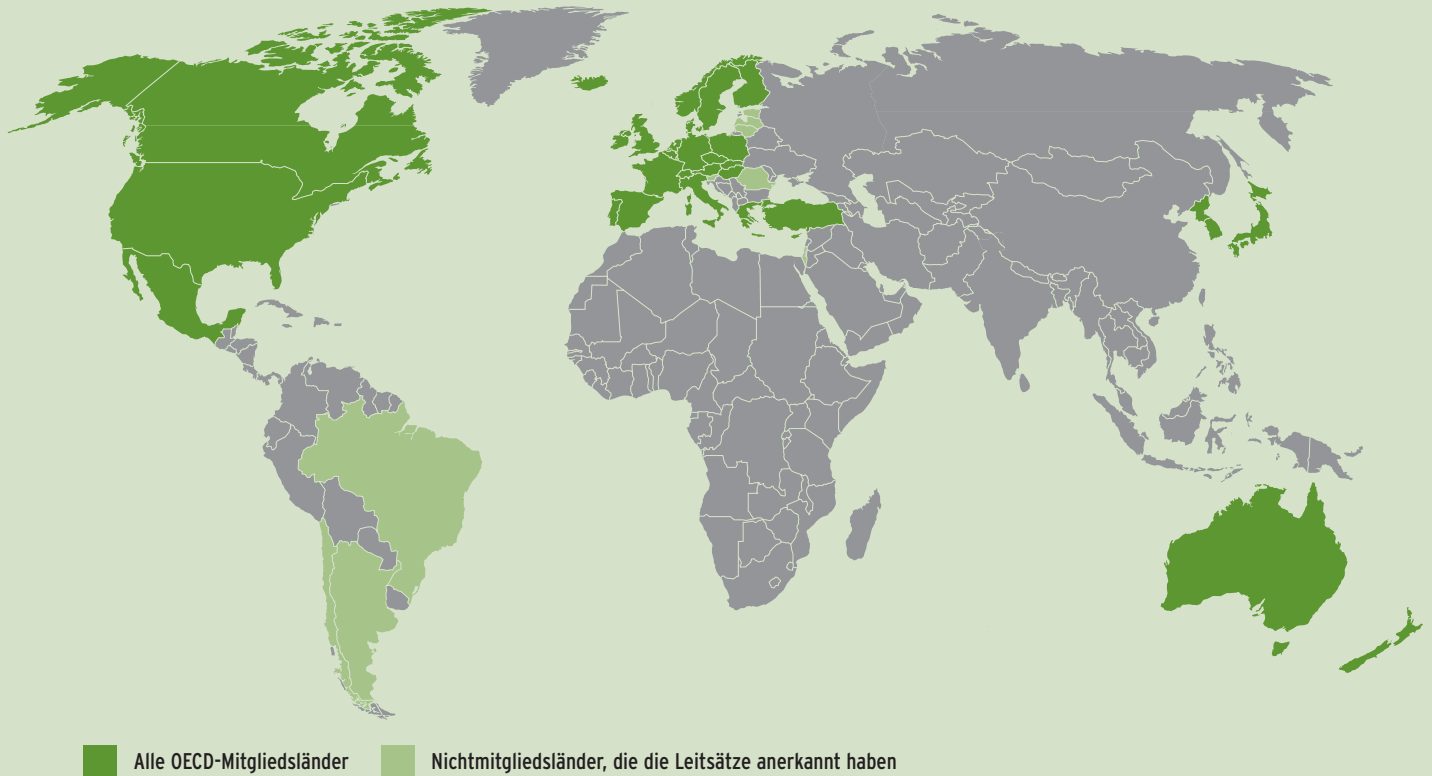 Alle OECD-Mitgliedsländer
Nichtmitgliedsländer, die die Leitsätze anerkannt haben